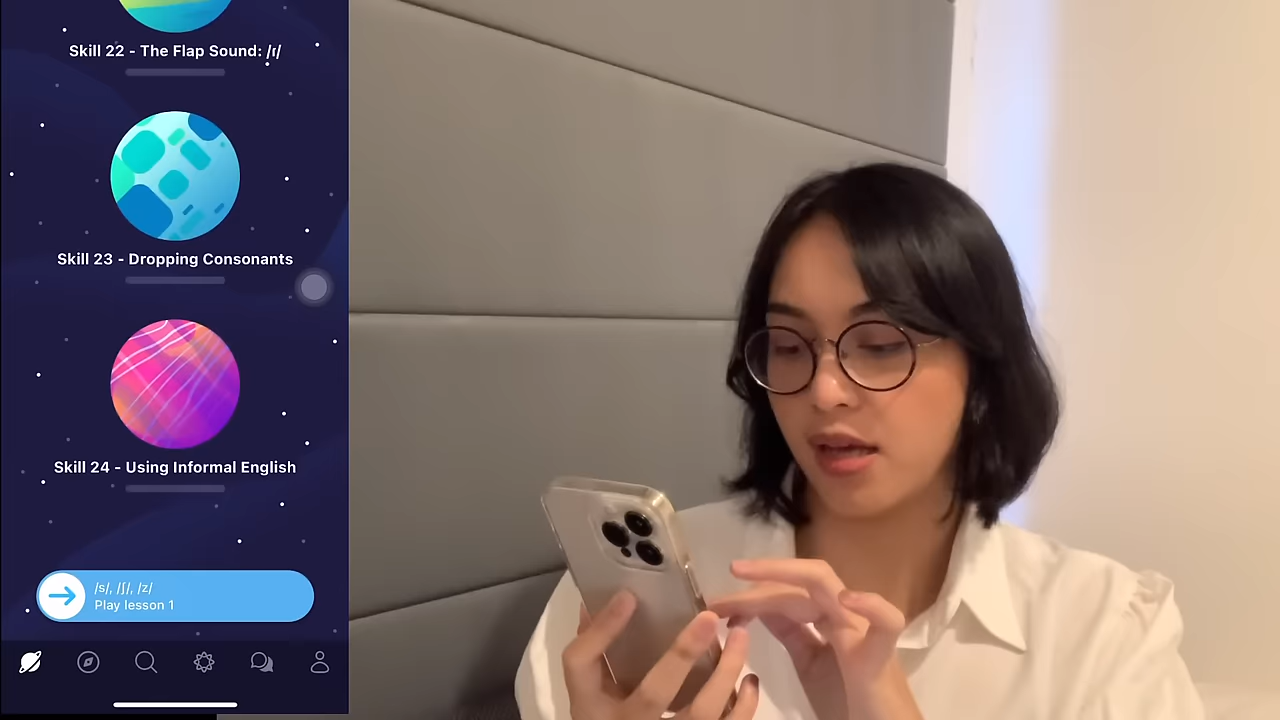 Skill 22 - The Flap Sound: /ɾ/
Skill 23 - Dropping Consonants
Skill 24 - Using Informal English
/s/, /ʃ/, /z/
Play lesson 1